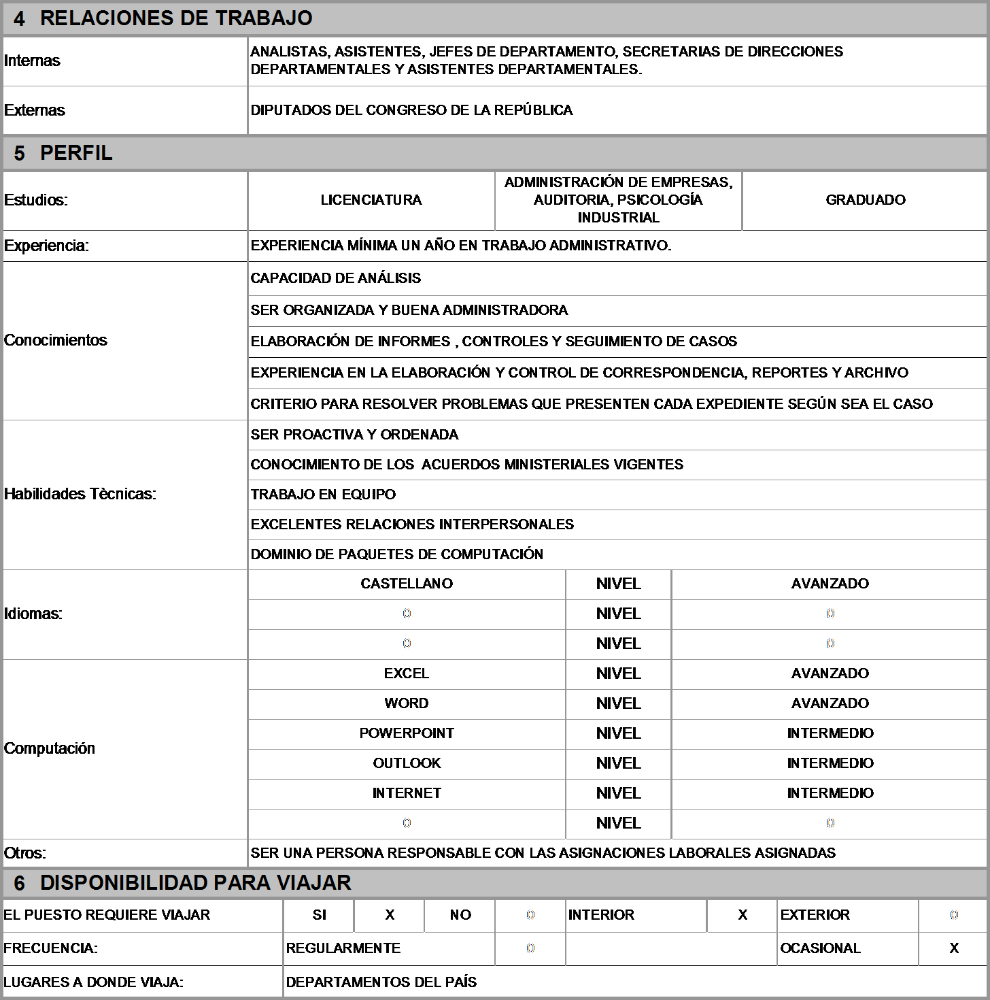 4 RELACIONES DE TRABAJO
Internas
ANALISTAS, ASISTENTES, JEFES DE DEPARTAMENTO, SECRETARIAS DE DIRECCIONES
DEPARTAMENTALES Y ASISTENTES DEPARTAMENTALES.
Externas
DIPUTADOS DEL CONGRESO DE LA REPÚBLICA
5 PERFIL
Estudios:
LICENCIATURA
ADMINISTRACIÓN DE EMPRESAS,
AUDITORIA, PSICOLOGÍA
INDUSTRIAL
GRADUADO
Experiencia:
EXPERIENCIA MÍNIMA UN AÑO EN TRABAJO ADMINISTRATIVO.
Conocimientos
CAPACIDAD DE ANÁLISIS
SER ORGANIZADA Y BUENA ADMINISTRADORA
ELABORACIÓN DE INFORMES , CONTROLES Y SEGUIMIENTO DE CASOS
EXPERIENCIA EN LA ELABORACIÓN Y CONTROL DE CORRESPONDENCIA, REPORTES Y ARCHIVO
CRITERIO PARA RESOLVER PROBLEMAS QUE PRESENTEN CADA EXPEDIENTE SEGÚN SEA EL CASO
Habilidades Tècnicas:
SER PROACTIVA Y ORDENADA
CONOCIMIENTO DE LOS  ACUERDOS MINISTERIALES VIGENTES
TRABAJO EN EQUIPO
EXCELENTES RELACIONES INTERPERSONALES
DOMINIO DE PAQUETES DE COMPUTACIÓN
Idiomas:
CASTELLANO NIVEL AVANZADO
0 NIVEL 0
0 NIVEL 0
Computación
EXCEL NIVEL AVANZADO
WORD NIVEL AVANZADO
POWERPOINT NIVEL INTERMEDIO
OUTLOOK NIVEL INTERMEDIO
INTERNET NIVEL INTERMEDIO
0 NIVEL 0
Otros:
SER UNA PERSONA RESPONSABLE CON LAS ASIGNACIONES LABORALES ASIGNADAS
6 DISPONIBILIDAD PARA VIAJAR
EL PUESTO REQUIERE VIAJAR SI X NO 0 INTERIOR X EXTERIOR 0
FRECUENCIA: REGULARMENTE 0 OCASIONAL X
LUGARES A DONDE VIAJA: DEPARTAMENTOS DEL PAÍS